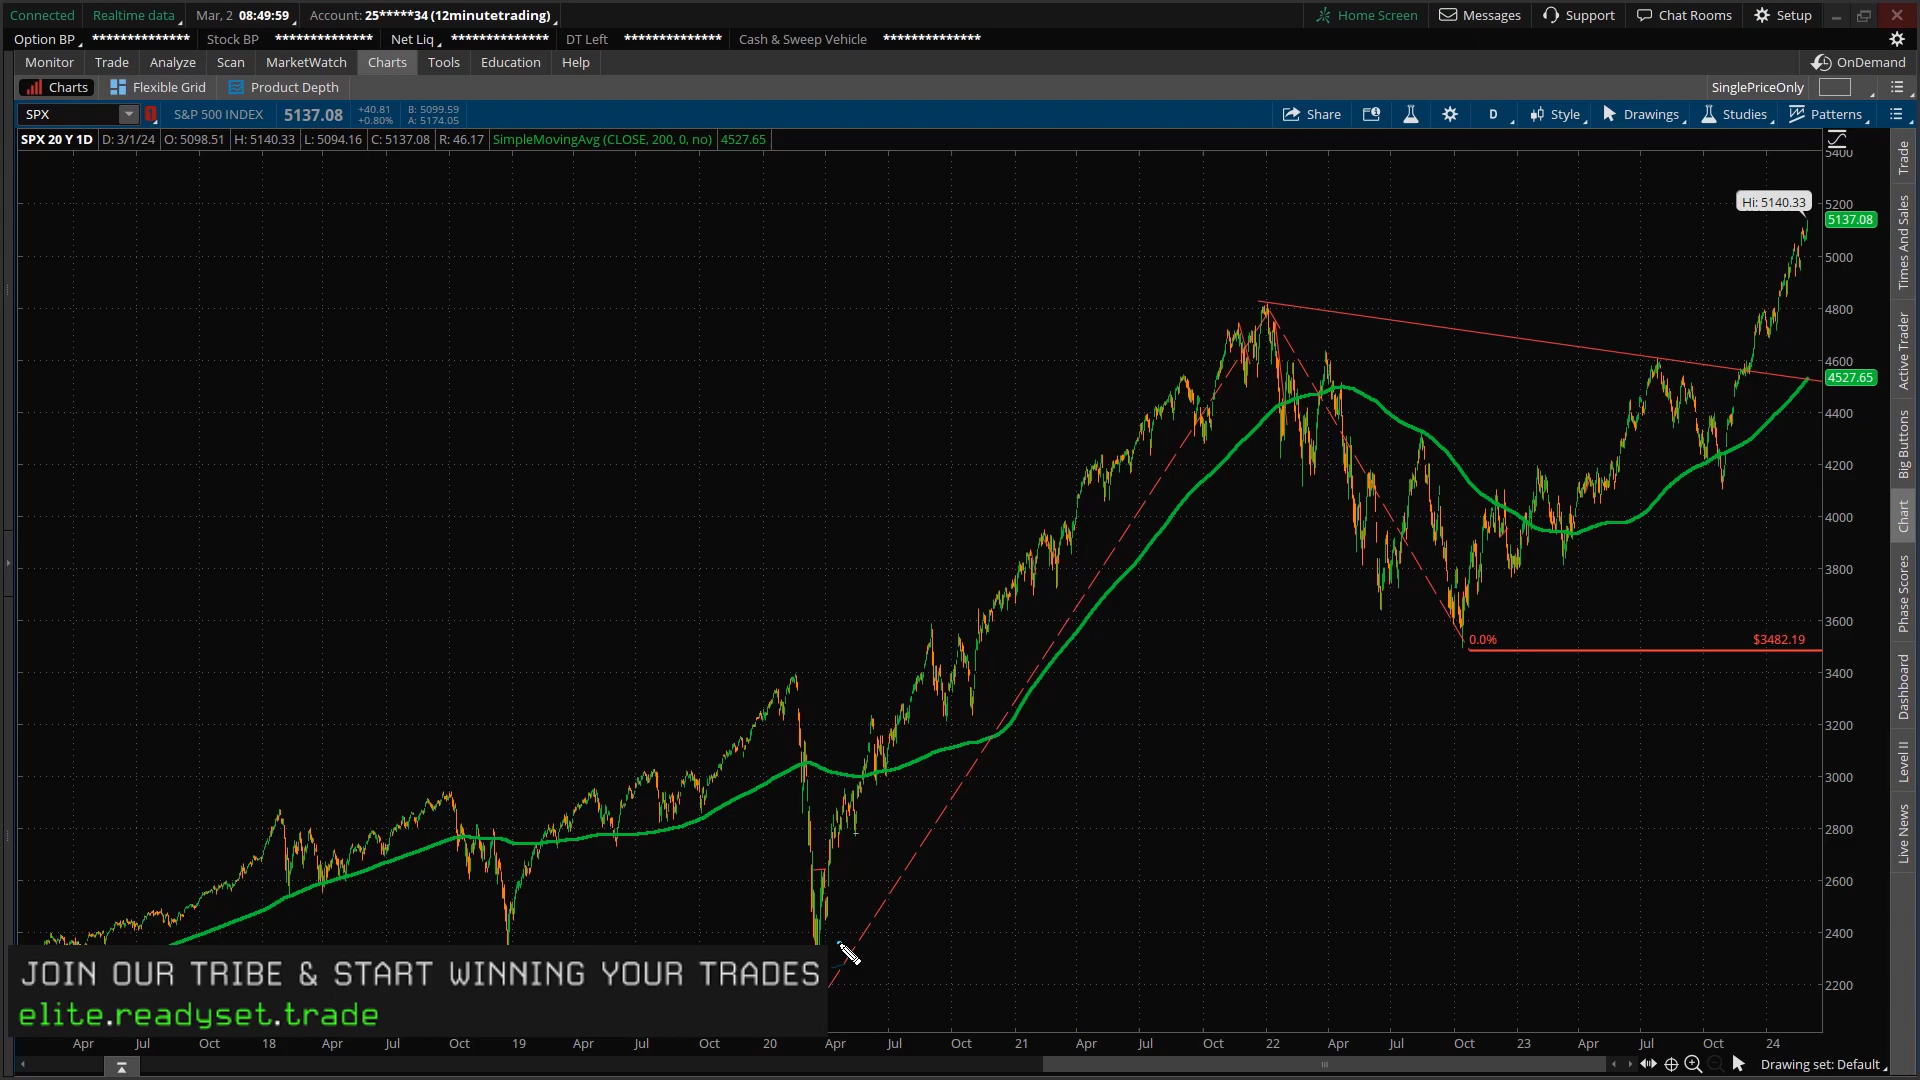 Connected Realtime data Mar, 2 08:49:59 Account: 25*****34 (12minutetrading) Home Screen Messages Support Chat Rooms Setup
Option BP ************** Stock BP ************** Net Liq ************** DT Left ************** Cash & Sweep Vehicle **************
Monitor Trade Analyze Scan MarketWatch Charts Tools Education Help OnDemand
Charts Flexible Grid Product Depth SinglePriceOnly
SPX 1 S&P 500 INDEX 5137.08 +40.81 +0.80% B: 5099.59 A: 5174.05 Share D Style Drawings Studies Patterns
SPX 20 Y 1D D: 3/1/24 O: 5098.51 H: 5140.33 L: 5094.16 C: 5137.08 R: 46.17 SimpleMovingAvg (CLOSE, 200, 0, no) 4527.65
5400
Hi: 5140.33
5200
5137.08
5000
4800
4600
4527.65
4400
4200
4000
3800
3600
0.0% $3482.19
3400
3200
3000
2800
2600
2400
2200
Trade
Times And Sales
Active Trader
Big Buttons
Chart
Phase Scores
Dashboard
Level II
Live News
JOIN OUR TRIBE & START WINNING YOUR TRADES
elite.readyset.trade
Apr Jul Oct 18 Apr Jul Oct 19 Apr Jul Oct 20 Apr Jul Oct 21 Apr Jul Oct 22 Apr Jul Oct 23 Apr Jul Oct 24
Drawing set: Default